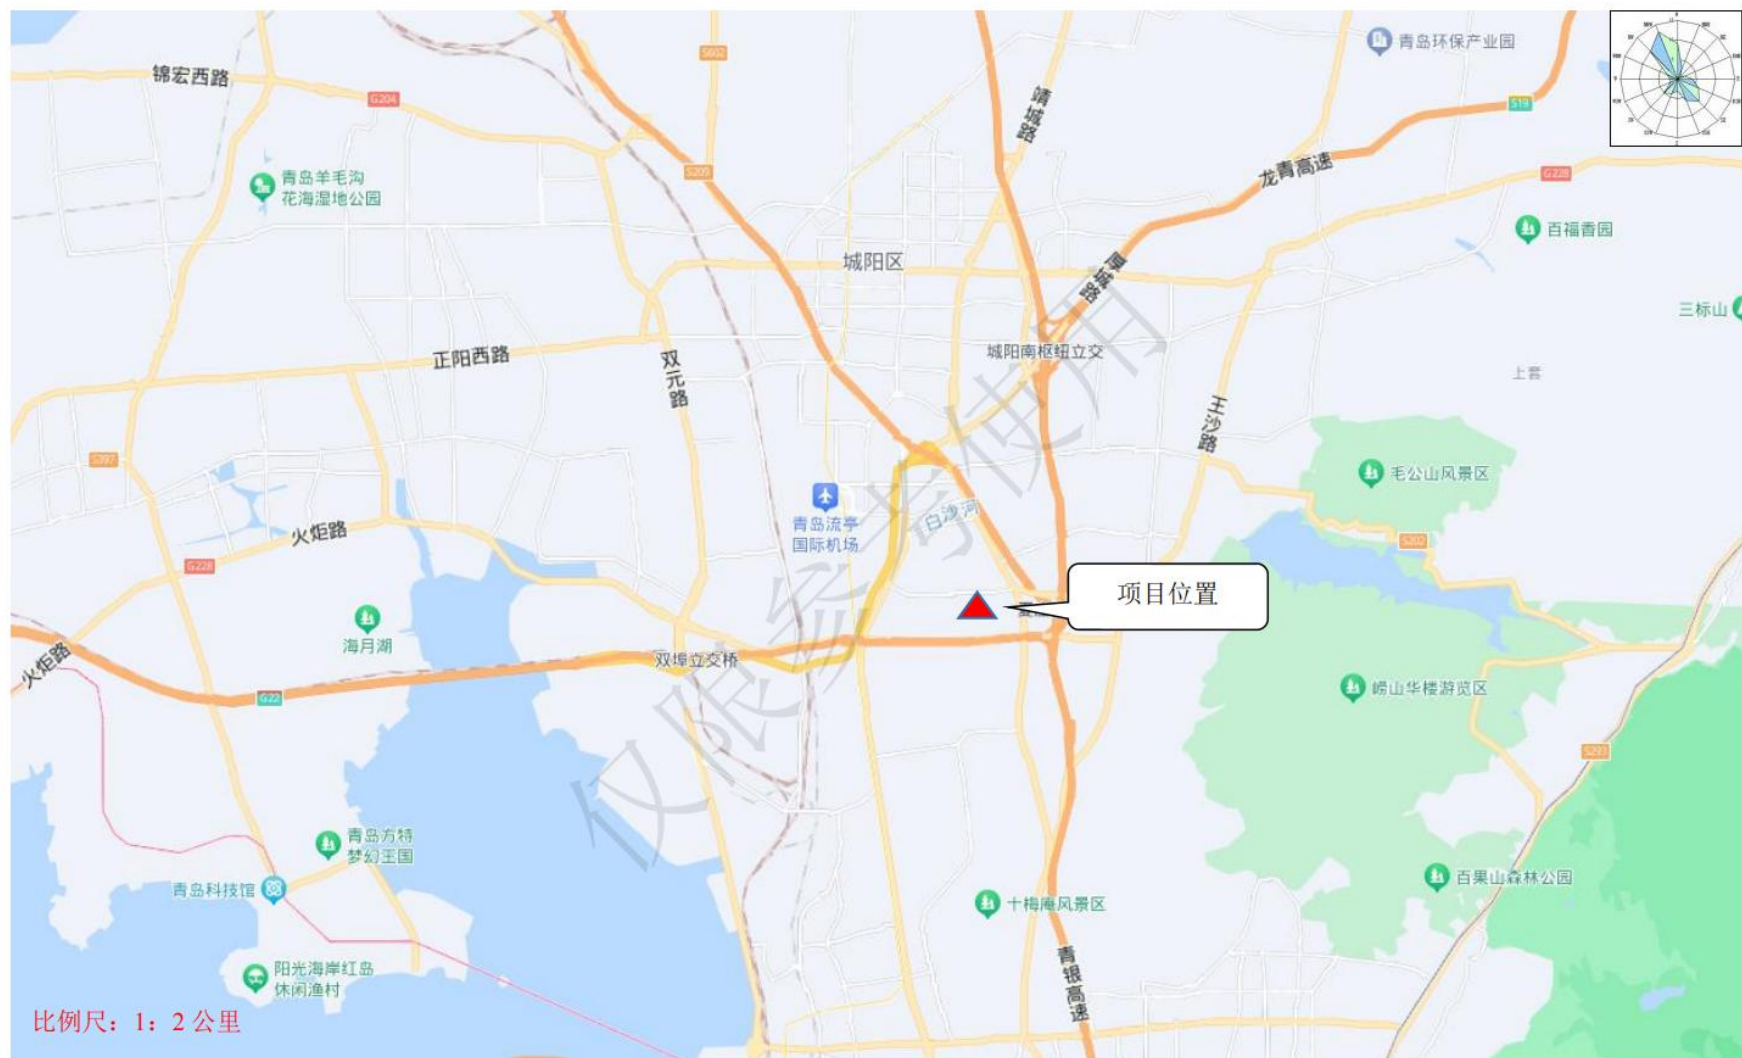 青岛环保产业园
S602
锦宏西路
G204
靖城路
S19
龙青高速
S209
G228
青岛羊毛沟
花海湿地公园
百福香园
城阳区
厚城路
三标山
正阳西路
双元路
城阳南枢纽立交
上套
王沙路
S397
毛公山风景区
青岛流亭
国际机场
白沙河
火炬路
S202
G228
项目位置
海月湖
火炬路
双埠立交桥
G22
崂山华楼游览区
S293
青岛方特
梦幻王国
青岛科技馆
百果山森林公园
十梅庵风景区
青银高速
阳光海岸红岛
休闲渔村
比例尺：1：2公里